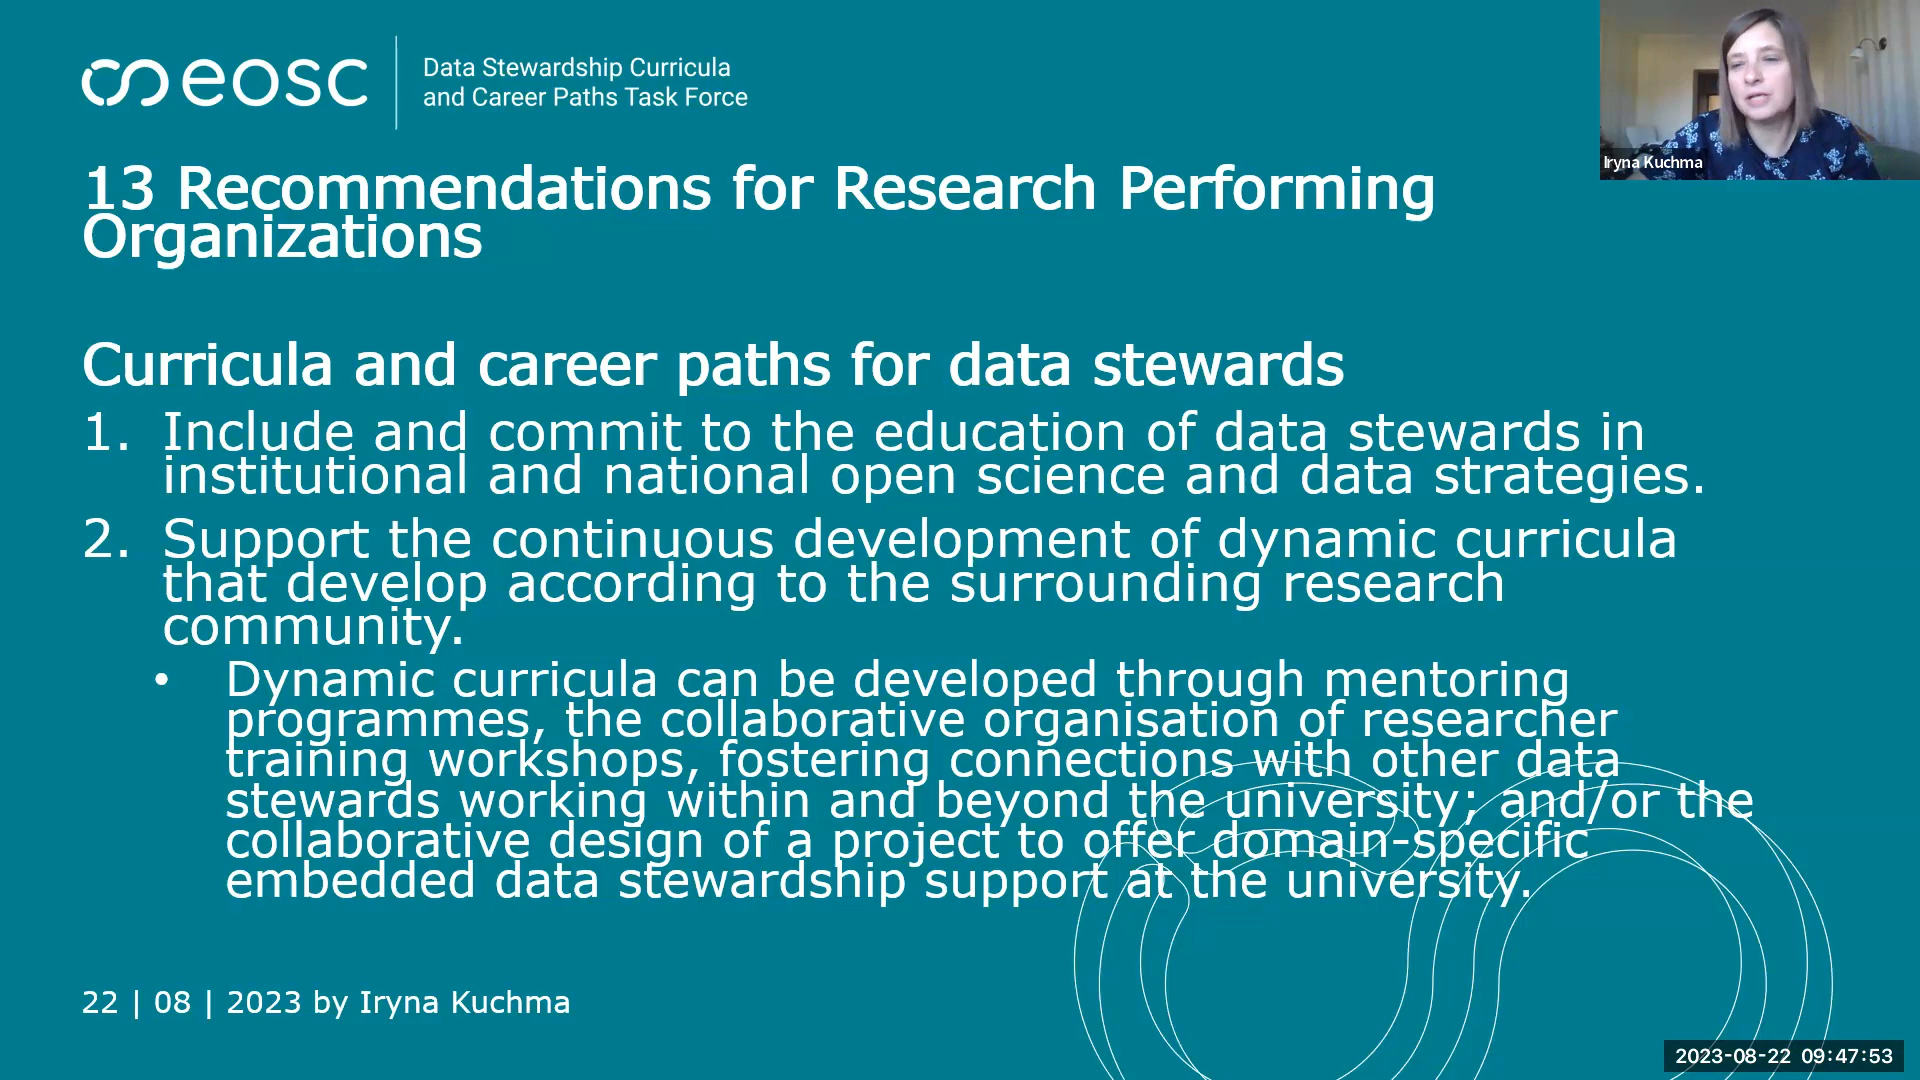 eosc
Data Stewardship Curricula
and Career Paths Task Force
Iryna Kuchma
13 Recommendations for Research Performing
Organizations
Curricula and career paths for data stewards
1. Include and commit to the education of data stewards in
institutional and national open science and data strategies.
2. Support the continuous development of dynamic curricula
that develop according to the surrounding research
community.
• Dynamic curricula can be developed through mentoring
programmes, the collaborative organisation of researcher
training workshops, fostering connections with other data
stewards working within and beyond the university; and/or the
collaborative design of a project to offer domain-specific
embedded data stewardship support at the university.
22 | 08 | 2023 by Iryna Kuchma
2023-08-22 09:47:53